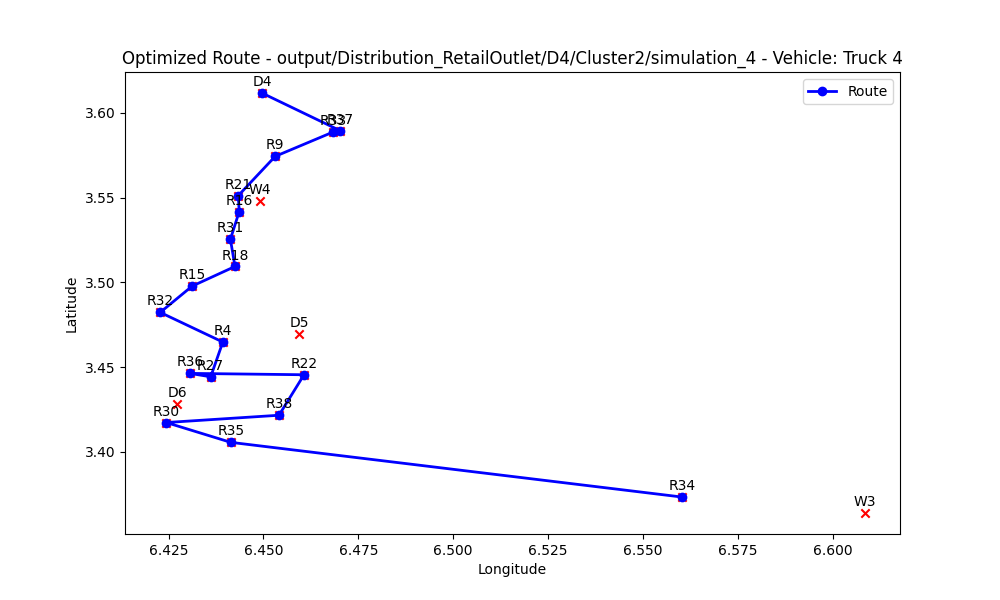 Optimized Route - output/Distribution_RetailOutlet/D4/Cluster2/simulation_4 - Vehicle: Truck 4
Route
D4
R37
R9
R21
W4
R31
R18
R15
R32
D5
R4
R36
R27
R22
D6
R38
R30
R35
R34
W3
3.60
3.55
3.50
3.45
3.40
Latitude
6.425
6.450
6.475
6.500
6.525
6.550
6.575
6.600
Longitude